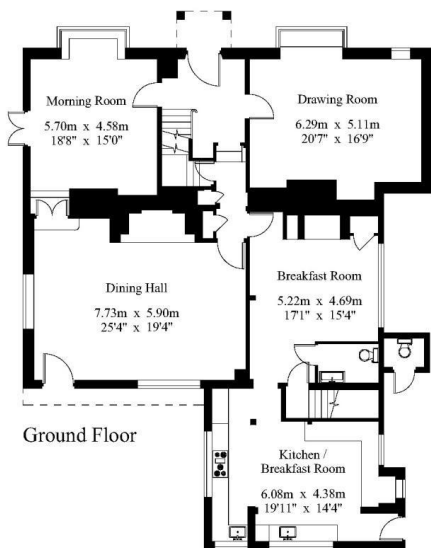 Morning Room
5.70m x 4.58m
18'8" x 15'0"
Drawing Room
6.29m x 5.11m
20'7" x 16'9"
Dining Hall
7.73m x 5.90m
25'4" x 19'4"
Breakfast Room
5.22m x 4.69m
17'1" x 15'4"
Ground Floor
Kitchen /
Breakfast Room
6.08m x 4.38m
19'11" x 14'4"